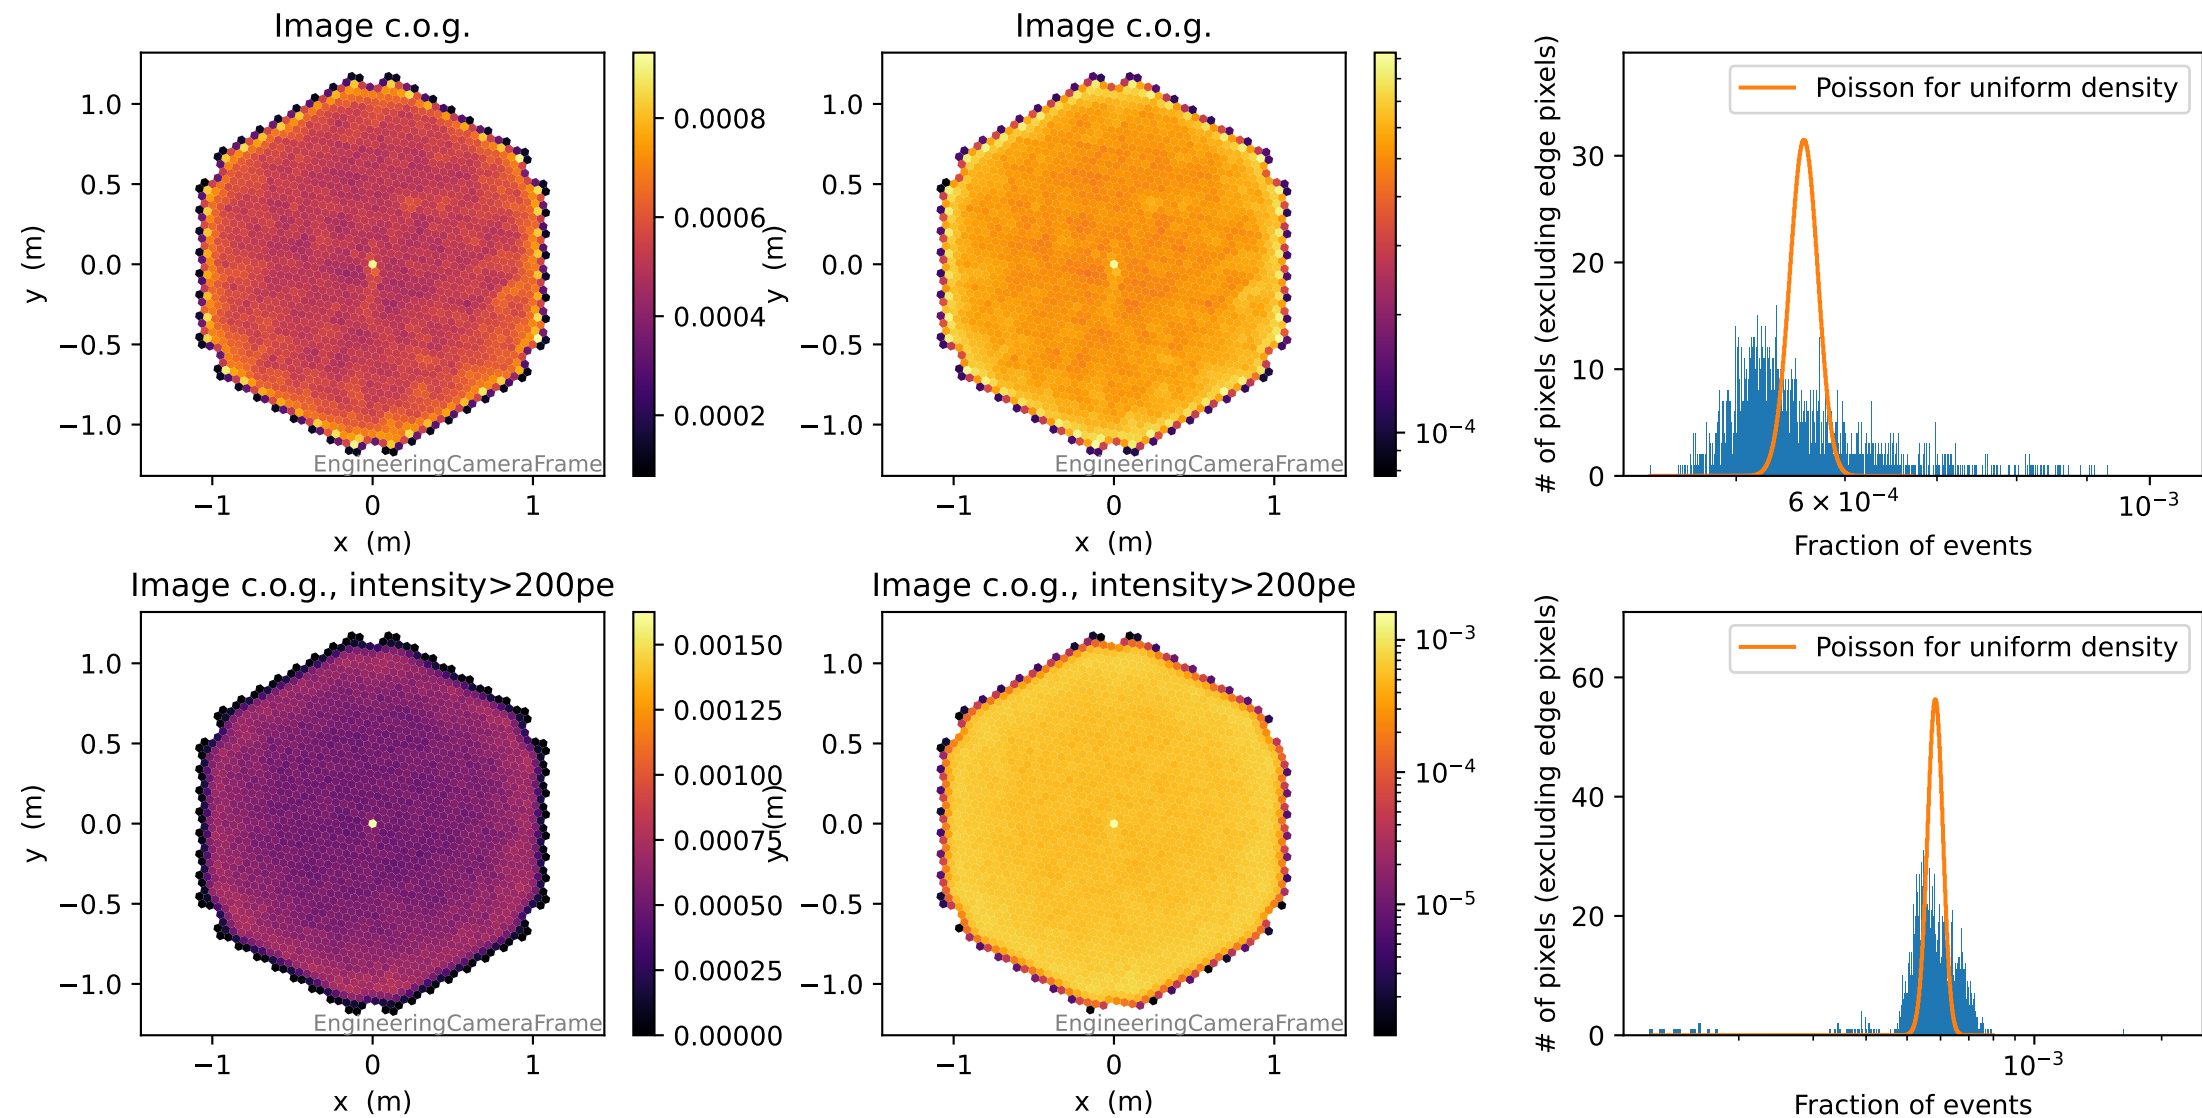 Image c.o.g.
y (m)
1.0
0.5
0.0
−0.5
−1.0
−1
0
1
x (m)
EngineeringCameraFrame
0.0008
0.0006
0.0004
0.0002
Image c.o.g.
y (m)
1.0
0.5
0.0
−0.5
−1.0
−1
0
1
x (m)
EngineeringCameraFrame
10⁻⁴
# of pixels (excluding edge pixels)
30
20
10
0
Poisson for uniform density
6 × 10⁻⁴
10⁻³
Fraction of events
Image c.o.g., intensity>200pe
y (m)
1.0
0.5
0.0
−0.5
−1.0
−1
0
1
x (m)
EngineeringCameraFrame
0.00150
0.00125
0.00100
0.00075
0.00050
0.00025
0.00000
Image c.o.g., intensity>200pe
y (m)
1.0
0.5
0.0
−0.5
−1.0
−1
0
1
x (m)
EngineeringCameraFrame
10⁻³
10⁻⁴
10⁻⁵
# of pixels (excluding edge pixels)
60
40
20
0
Poisson for uniform density
10⁻³
Fraction of events